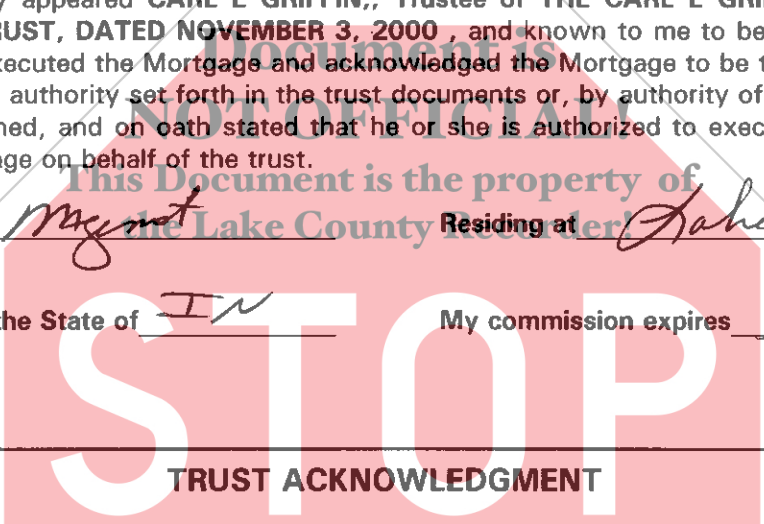 y appeared CARL E GRIFFIN,, Trustee of THE CARL E GRI
RUST, DATED NOVEMBER 3, 2000 , and known to me to be
xecuted the Mortgage and acknowledged the Mortgage to be t
authority set forth in the trust documents or, by authority of
ned, and on oath stated that he or she is authorized to exec
age on behalf of the trust.
Document is
NOT OFFICIAL!
This Document is the property of
the Lake County Recorder!
Residing at
the State of IN My commission expires
STOP
TRUST ACKNOWLEDGMENT